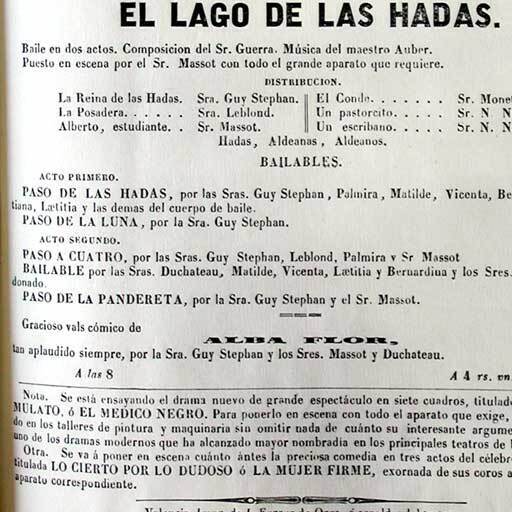 EL LAGO DE LAS HADAS.
Baile en dos actos. Composicion del Sr. Guerra. Música del maestro Auber.
Puesto en escena por el Sr. Massot con todo el grande aparato que requiere.
DISTRIBUCION.
La Reina de las Hadas. Sra. Guy Stephan. El Conde. . . . . . . Sr. Monet
La Posadera. . . . . . Sra. Leblond. Un pastorcito. . . . . Sr. N. N.
Alberto, estudiante. . Sr. Massot. Un escribano. . . . . . Sr. N. N.
Hadas, Aldeanas, Aldeanos.
BAILABLES.
ACTO PRIMERO.
PASO DE LAS HADAS, por las Sras. Guy Stephan, Palmira, Matilde, Vicenta, Be
tiana, Lætitia y las demas del cuerpo de baile.
PASO DE LA LUNA, por la Sra. Guy Stephan.
ACTO SEGUNDO.
PASO A CUATRO, por las Sras. Guy Stephan, Leblond, Palmira y Sr Massot
BAILABLE por las Sras. Duchateau, Matilde, Vicenta, Lætitia y Bernardina y los Sres.
donado.
PASO DE LA PANDERETA, por la Sra. Guy Stephan y el Sr. Massot.
Gracioso vals cómico de
ALBA FLOR,
tan aplaudido siempre, por la Sra. Guy Stephan y los Sres. Massot y Duchateau.
A las 8 A 4 rs. vn.
Nota. Se está ensayando el drama nuevo de grande espectáculo en siete cuadros, titulado
MULATO, ó EL MEDICO NEGRO. Para ponerlo en escena con todo el aparato que exige,
do en los talleres de pintura y maquinaria sin omitir nada de cuánto su interesante argume
uno de los dramas modernos que ha alcanzado mayor nombradia en los principales teatros de l
Otra. Se vá á poner en escena cuánto ántes la preciosa comedia en tres actos del célebr
titulada LO CIERTO POR LO DUDOSO ó LA MUJER FIRME, exornada de sus coros a
aparato correspondiente.